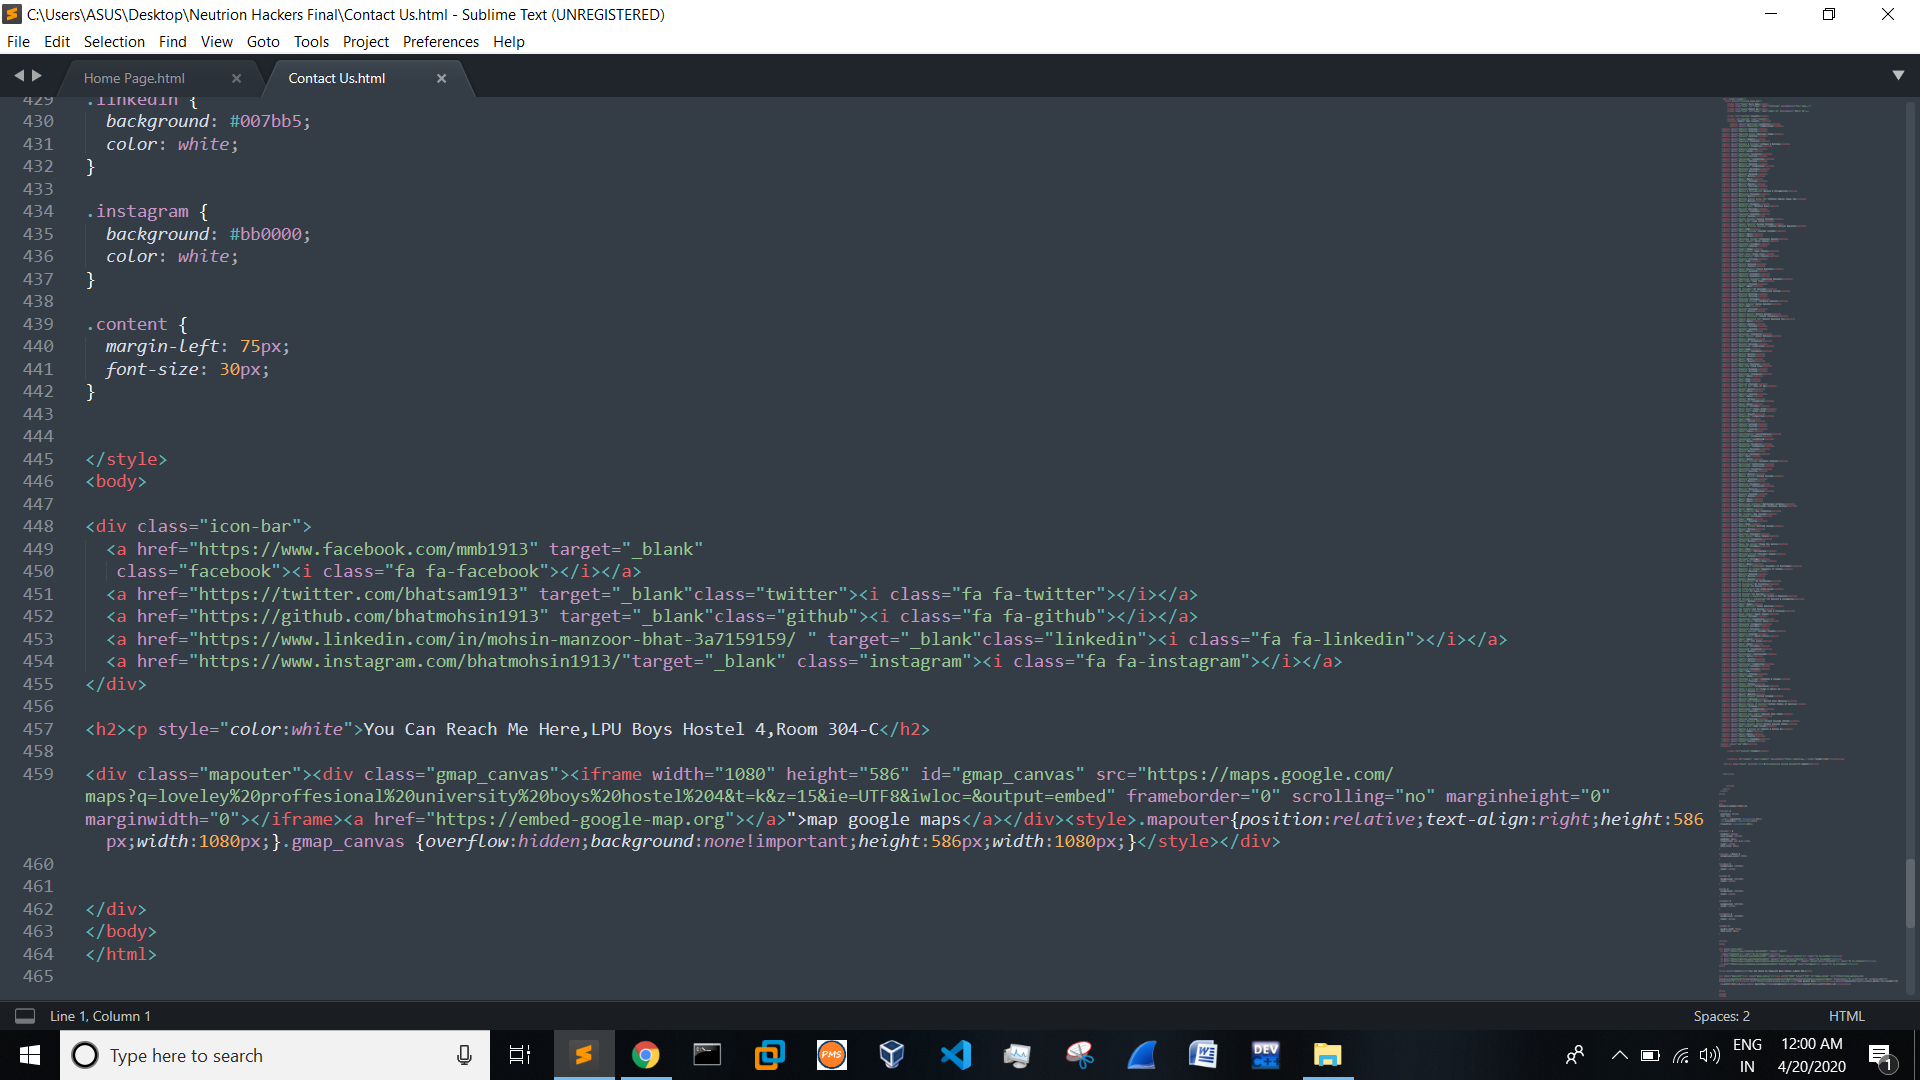 C:\Users\ASUS\Desktop\Neutrion Hackers Final\Contact Us.html - Sublime Text (UNREGISTERED)
File Edit Selection Find View Goto Tools Project Preferences Help
Home Page.html Contact Us.html
429 .linkedin {
430 background: #007bb5;
431 color: white;
432 }
433
434 .instagram {
435 background: #bb0000;
436 color: white;
437 }
438
439 .content {
440 margin-left: 75px;
441 font-size: 30px;
442 }
443
444
445 </style>
446 <body>
447
448 <div class="icon-bar">
449 <a href="https://www.facebook.com/mmb1913" target="_blank"
450 class="facebook"><i class="fa fa-facebook"></i></a>
451 <a href="https://twitter.com/bhatsam1913" target="_blank"class="twitter"><i class="fa fa-twitter"></i></a>
452 <a href="https://github.com/bhatmohsin1913" target="_blank"class="github"><i class="fa fa-github"></i></a>
453 <a href="https://www.linkedin.com/in/mohsin-manzoor-bhat-3a7159159/ " target="_blank"class="linkedin"><i class="fa fa-linkedin"></i></a>
454 <a href="https://www.instagram.com/bhatmohsin1913/"target="_blank" class="instagram"><i class="fa fa-instagram"></i></a>
455 </div>
456
457 <h2><p style="color:white">You Can Reach Me Here,LPU Boys Hostel 4,Room 304-C</h2>
458
459 <div class="mapouter"><div class="gmap_canvas"><iframe width="1080" height="586" id="gmap_canvas" src="https://maps.google.com/
maps?q=loveley%20proffesional%20university%20boys%20hostel%204&t=k&z=15&ie=UTF8&iwloc=&output=embed" frameborder="0" scrolling="no" marginheight="0"
marginwidth="0"></iframe><a href="https://embed-google-map.org"></a>">map google maps</a></div><style>.mapouter{position:relative;text-align:right;height:586
px;width:1080px;}.gmap_canvas {overflow:hidden;background:none!important;height:586px;width:1080px;}</style></div>
460
461
462 </div>
463 </body>
464 </html>
465
Line 1, Column 1 Spaces: 2 HTML
Type here to search
PMS
DEV C++
ENG
IN
12:00 AM
4/20/2020
1